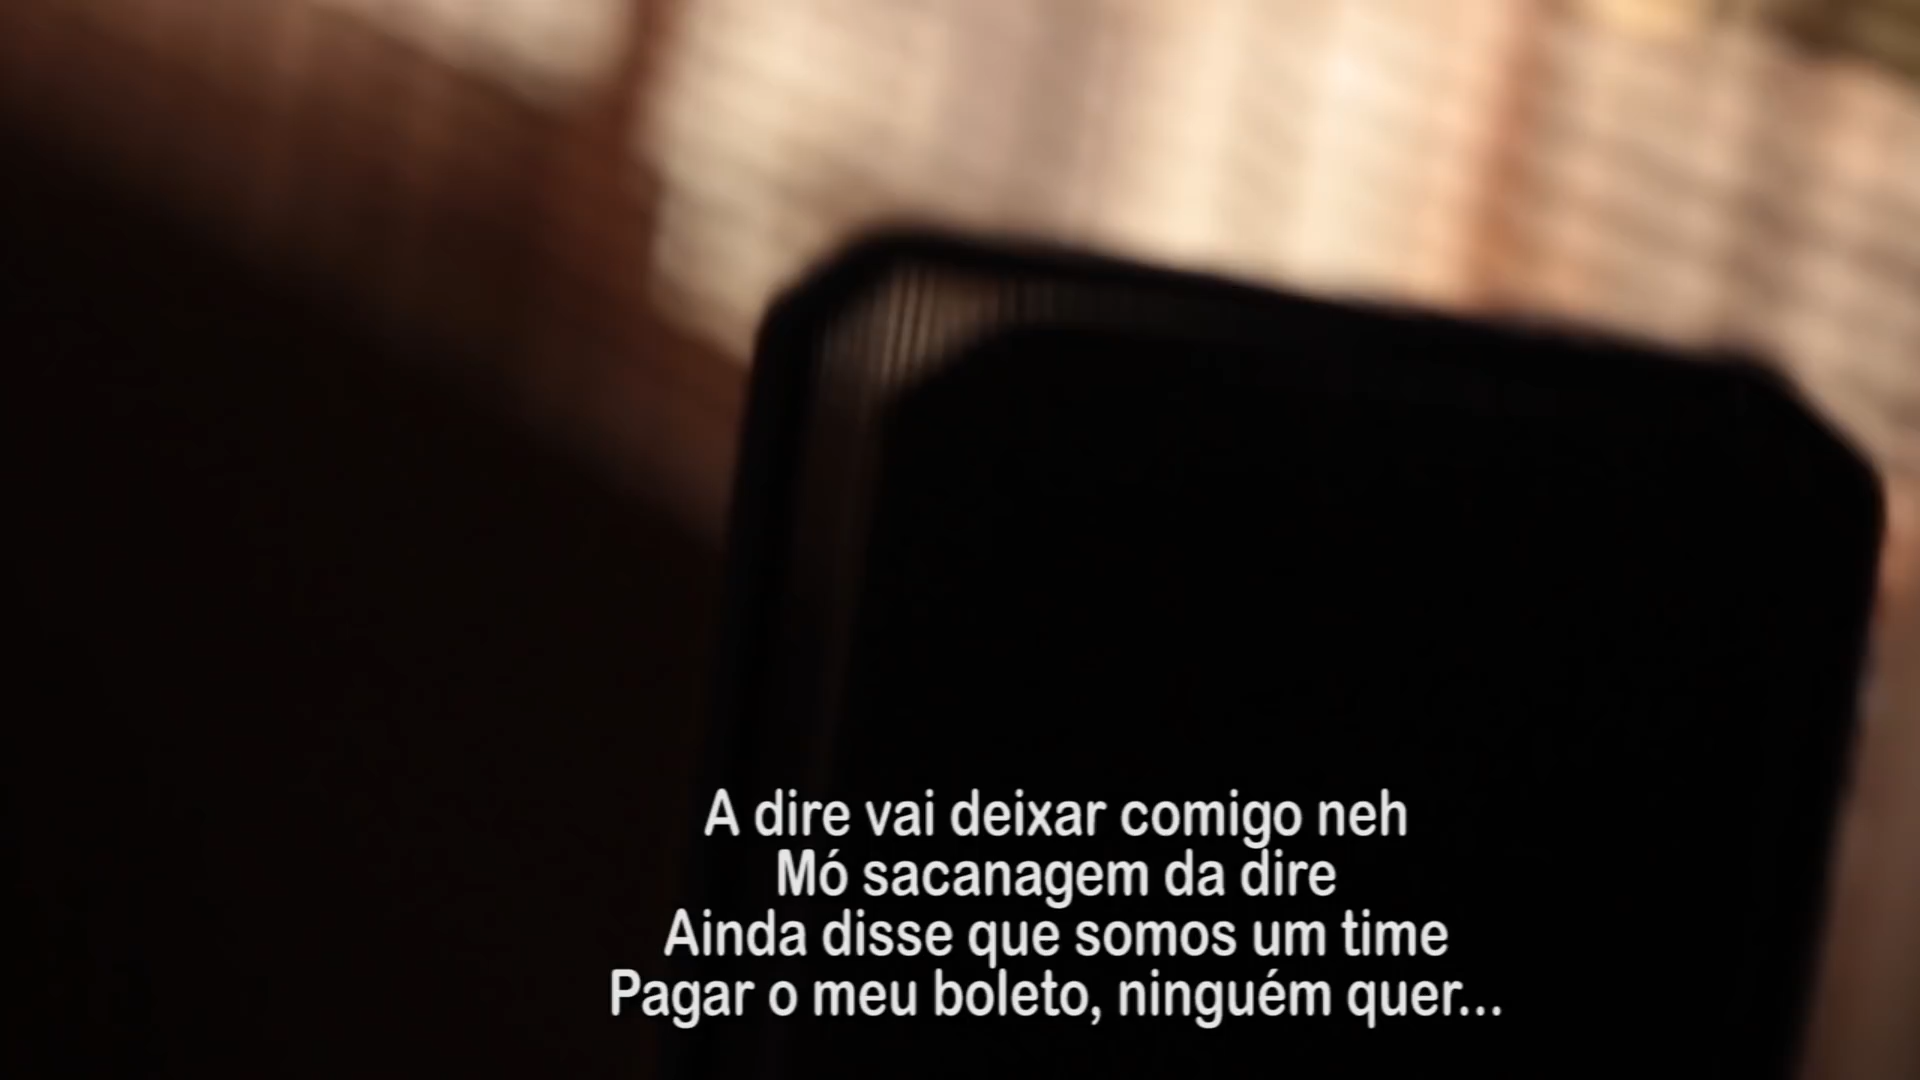 A dire vai deixar comigo neh
Mó sacanagem da dire
Ainda disse que somos um time
Pagar o meu boleto, ninguém quer...